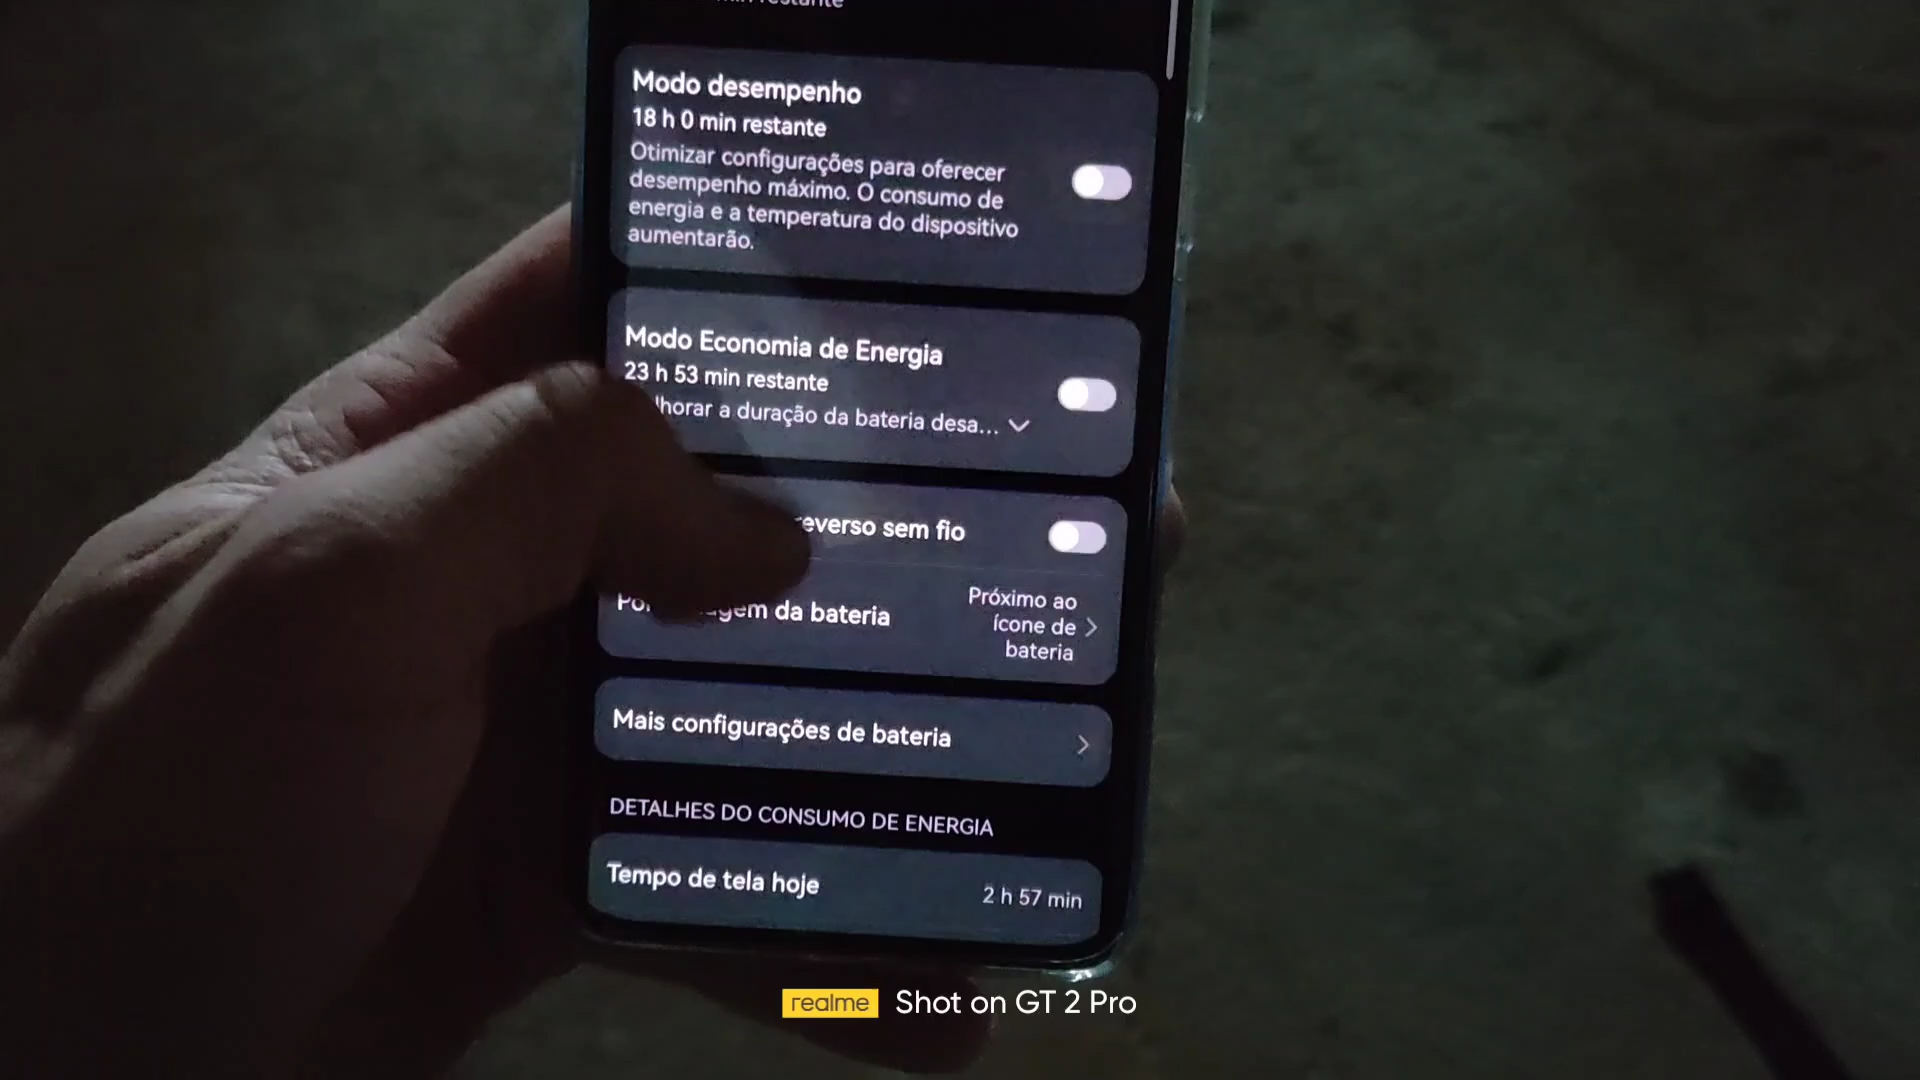 restante
Modo desempenho
18 h 0 min restante
Otimizar configurações para oferecer
desempenho máximo. O consumo de
energia e a temperatura do dispositivo
aumentarão.
Modo Economia de Energia
23 h 53 min restante
lhorar a duração da bateria desa...
reverso sem fio
da bateria
Próximo ao
ícone de
bateria
Mais configurações de bateria
DETALHES DO CONSUMO DE ENERGIA
Tempo de tela hoje
2 h 57 min
realme Shot on GT 2 Pro